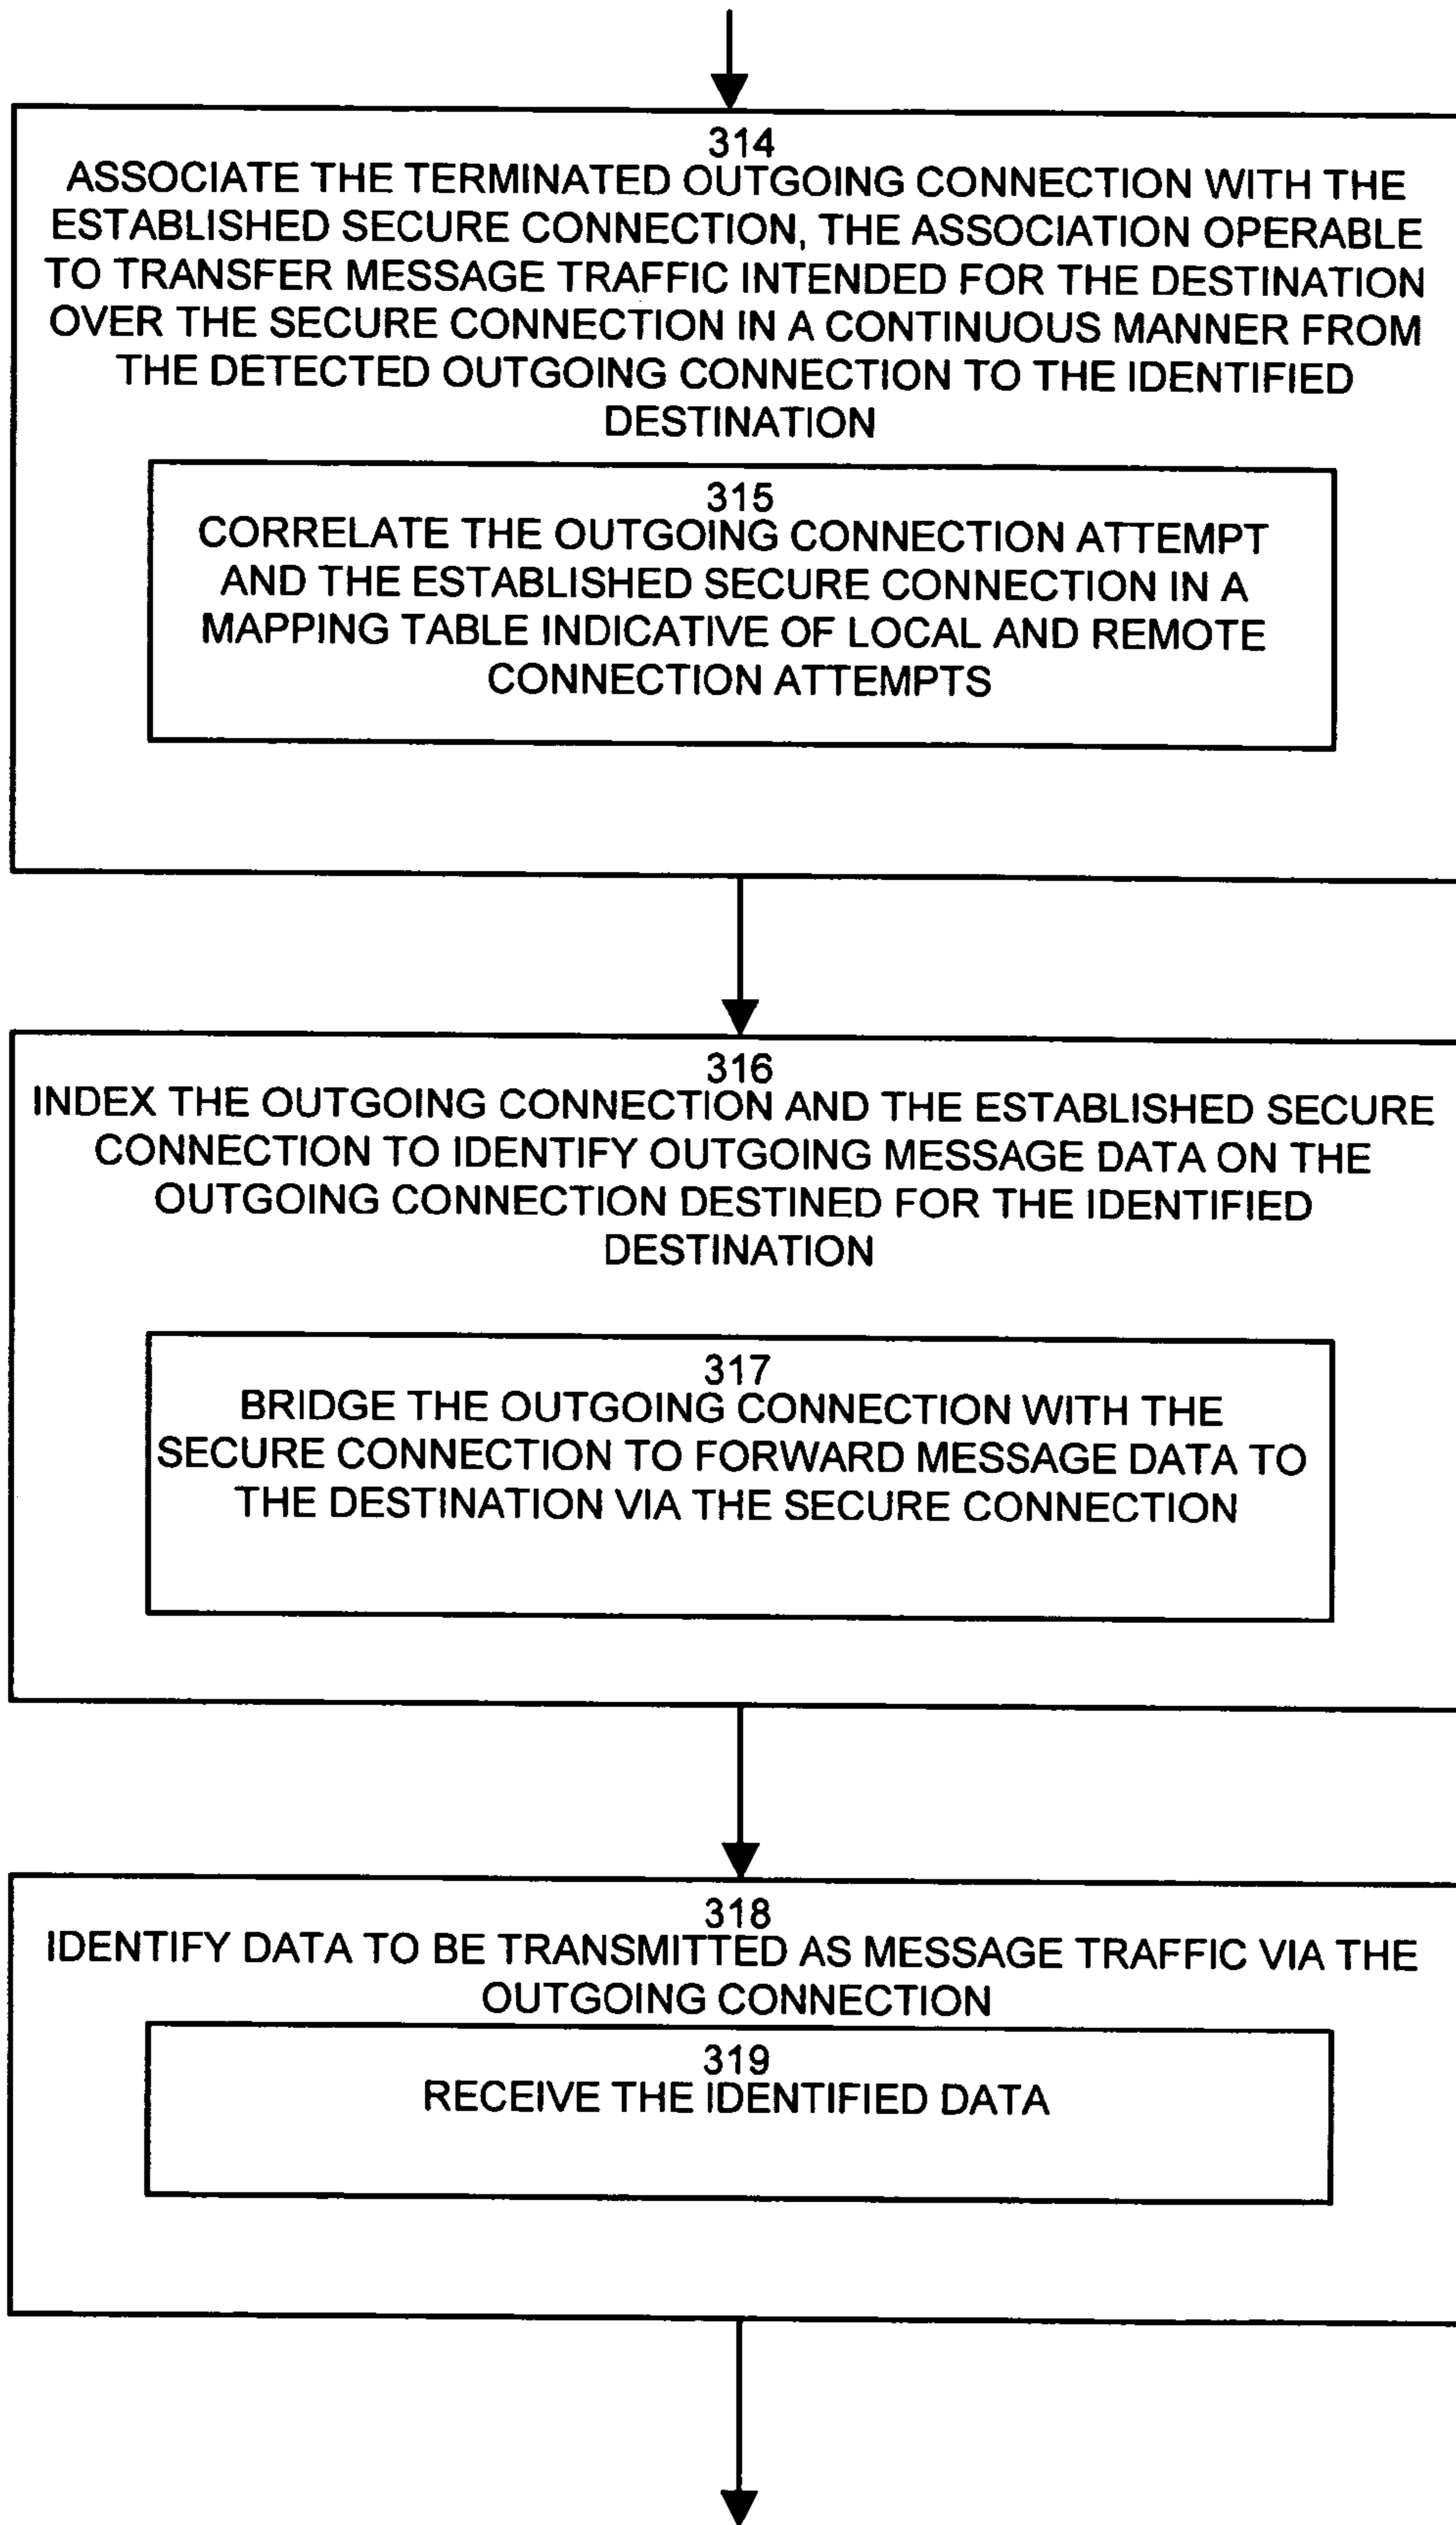 314
ASSOCIATE THE TERMINATED OUTGOING CONNECTION WITH THE
ESTABLISHED SECURE CONNECTION, THE ASSOCIATION OPERABLE
TO TRANSFER MESSAGE TRAFFIC INTENDED FOR THE DESTINATION
OVER THE SECURE CONNECTION IN A CONTINUOUS MANNER FROM
THE DETECTED OUTGOING CONNECTION TO THE IDENTIFIED
DESTINATION
315
CORRELATE THE OUTGOING CONNECTION ATTEMPT
AND THE ESTABLISHED SECURE CONNECTION IN A
MAPPING TABLE INDICATIVE OF LOCAL AND REMOTE
CONNECTION ATTEMPTS
316
INDEX THE OUTGOING CONNECTION AND THE ESTABLISHED SECURE
CONNECTION TO IDENTIFY OUTGOING MESSAGE DATA ON THE
OUTGOING CONNECTION DESTINED FOR THE IDENTIFIED
DESTINATION
317
BRIDGE THE OUTGOING CONNECTION WITH THE
SECURE CONNECTION TO FORWARD MESSAGE DATA TO
THE DESTINATION VIA THE SECURE CONNECTION
318
IDENTIFY DATA TO BE TRANSMITTED AS MESSAGE TRAFFIC VIA THE
OUTGOING CONNECTION
319
RECEIVE THE IDENTIFIED DATA